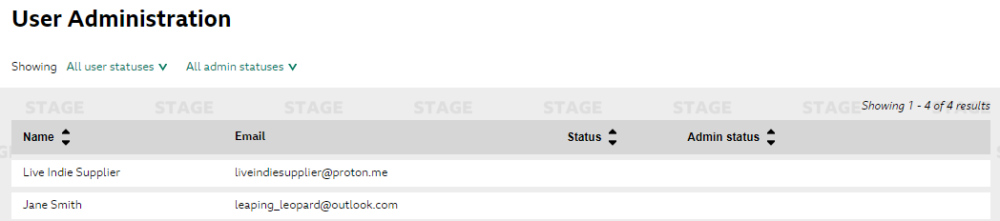 User Administration
Showing All user statuses All admin statuses
STAGE STAGE STAGE STAGE STAGE STAGE STAGE STAGE
Showing 1 - 4 of 4 results
Name Email Status Admin status
Live Indie Supplier liveindiesupplier@proton.me
Jane Smith leaping_leopard@outlook.com